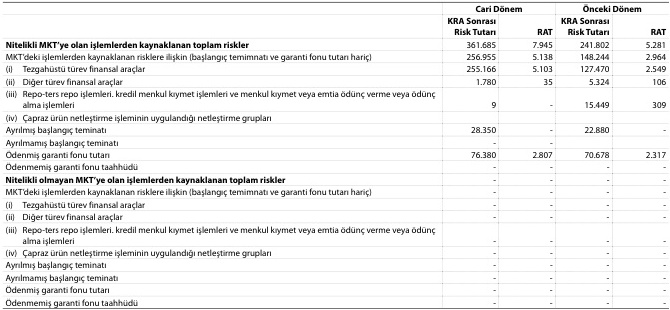 Cari Dönem Önceki Dönem
KRA Sonrası KRA Sonrası
Risk Tutarı RAT Risk Tutarı RAT
Nitelikli MKT'ye olan işlemlerden kaynaklanan toplam riskler 361.685 7.945 241.802 5.281
MKT'deki işlemlerden kaynaklanan risklere ilişkin (başlangıç temimnatı ve garanti fonu tutarı hariç) 256.955 5.138 148.244 2.964
(i) Tezgahüstü türev finansal araçlar 255.166 5.103 127.470 2.549
(ii) Diğer türev finansal araçlar 1.780 35 5.324 106
(iii) Repo-ters repo işlemleri. kredil menkul kıymet işlemleri ve menkul kıymet veya emtia ödünç verme veya ödünç
alma işlemleri 9 - 15.449 309
(iv) Çapraz ürün netleştirme işleminin uygulandığı netleştirme grupları
Ayrılmış başlangıç teminatı 28.350 - 22.880 -
Ayrılmamış başlangıç teminatı - -
Ödenmiş garanti fonu tutarı 76.380 2.807 70.678 2.317
Ödenmemiş garanti fonu taahhüdü - - - -
Nitelikli olmayan MKT'ye olan işlemlerden kaynaklanan toplam riskler - - - -
MKT'deki işlemlerden kaynaklanan risklere ilişkin (başlangıç temimnatı ve garanti fonu tutarı hariç) - - - -
(i) Tezgahüstü türev finansal araçlar - - - -
(ii) Diğer türev finansal araçlar - - - -
(iii) Repo-ters repo işlemleri. kredil menkul kıymet işlemleri ve menkul kıymet veya emtia ödünç verme veya ödünç
alma işlemleri - - - -
(iv) Çapraz ürün netleştirme işleminin uygulandığı netleştirme grupları - - - -
Ayrılmış başlangıç teminatı - - - -
Ayrılmamış başlangıç teminatı - - - -
Ödenmiş garanti fonu tutarı - - - -
Ödenmemiş garanti fonu taahhüdü - - - -